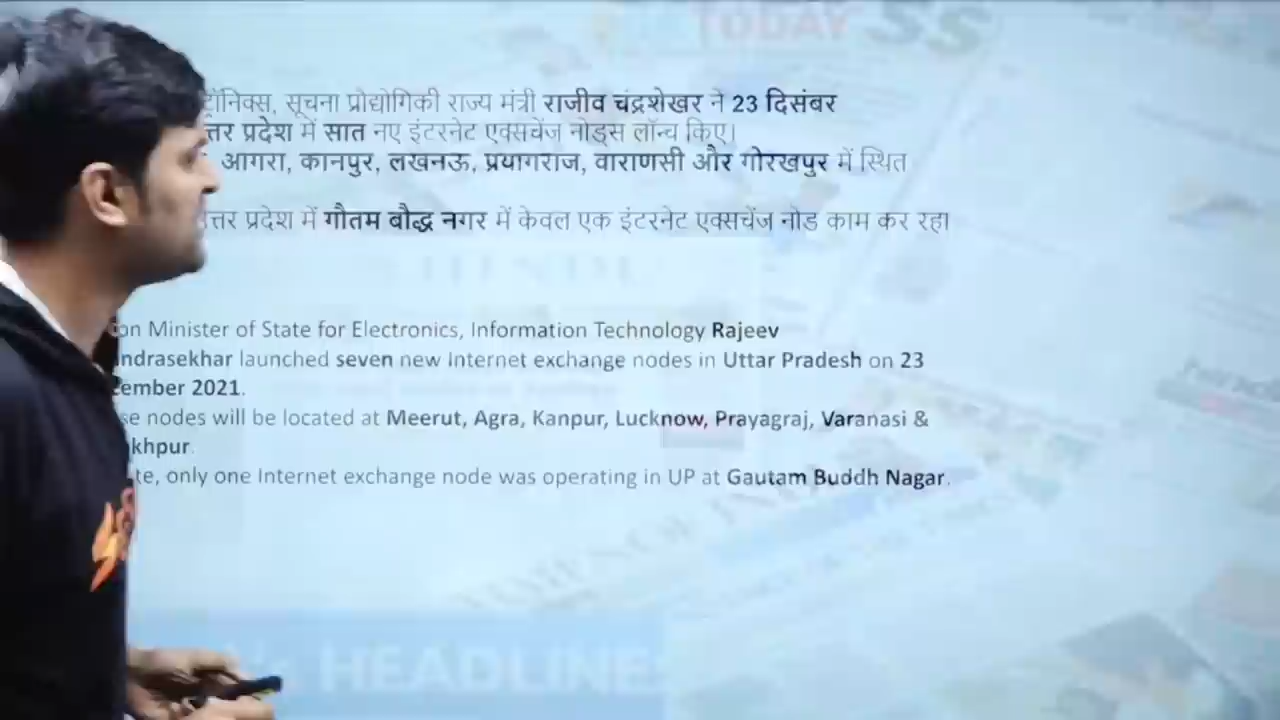 TODAY SS
ट्रॉनिक्स, सूचना प्रौद्योगिकी राज्य मंत्री राजीव चंद्रशेखर ने 23 दिसंबर
त्तर प्रदेश में सात नए इंटरनेट एक्सचेंज नोड्स लॉन्च किए।
आगरा, कानपुर, लखनऊ, प्रयागराज, वाराणसी और गोरखपुर में स्थित
त्तर प्रदेश में गौतम बौद्ध नगर में केवल एक इंटरनेट एक्सचेंज नोड काम कर रहा
on Minister of State for Electronics, Information Technology Rajeev
ndrasekhar launched seven new Internet exchange nodes in Uttar Pradesh on 23
ember 2021.
se nodes will be located at Meerut, Agra, Kanpur, Lucknow, Prayagraj, Varanasi &
khpur.
te, only one Internet exchange node was operating in UP at Gautam Buddh Nagar.
HEADLINE